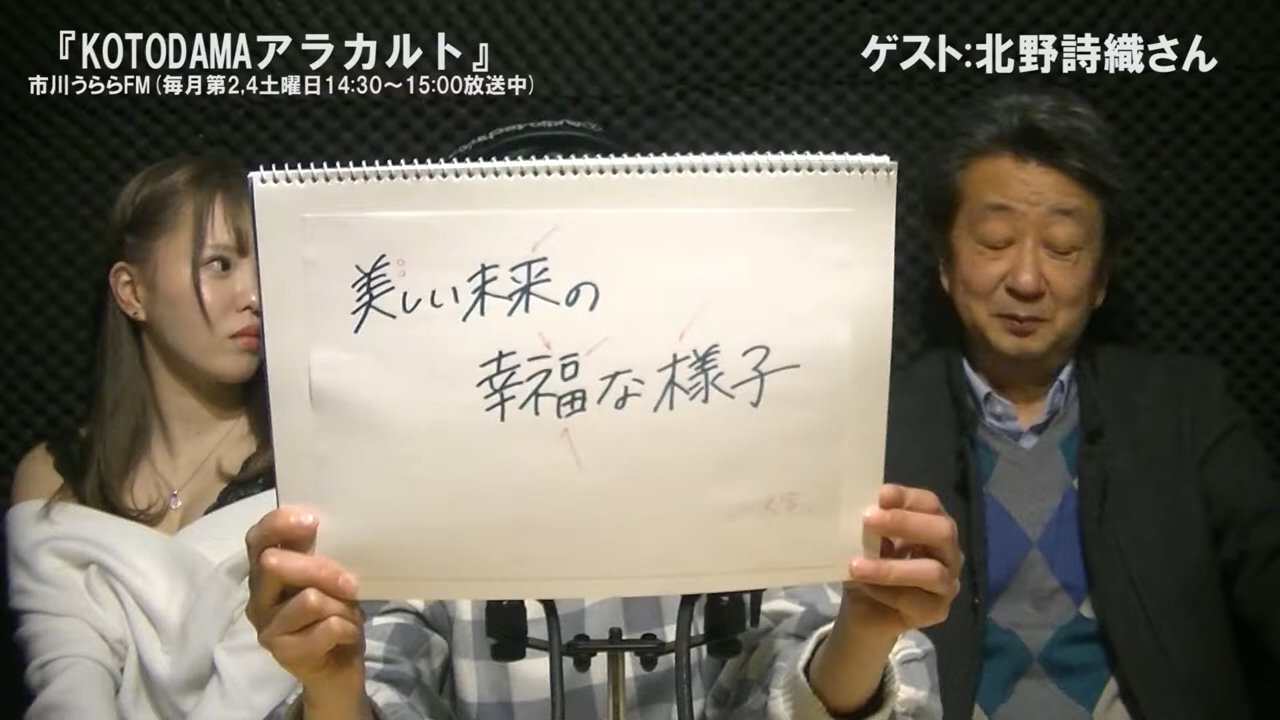 『KOTODAMAアラカルト』
市川うららFM(毎月第2,4土曜日14:30～15:00放送中)
ゲスト:北野詩織さん
audio-technica
美しい未来の
幸福な様子